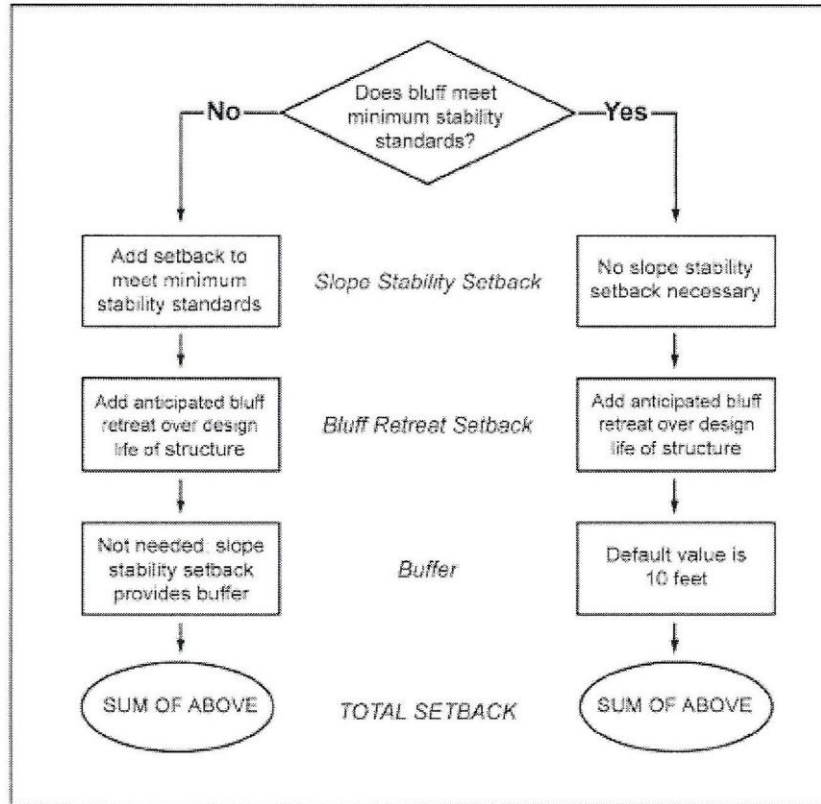 Does bluff meet
minimum stability
standards?
No
Yes
Add setback to
meet minimum
stability standards
Slope Stability Setback
No slope stability
setback necessary
Add anticipated bluff
retreat over design
life of structure
Bluff Retreat Setback
Add anticipated bluff
retreat over design
life of structure
Not needed: slope
stability setback
provides buffer
Buffer
Default value is
10 feet
SUM OF ABOVE
TOTAL SETBACK
SUM OF ABOVE